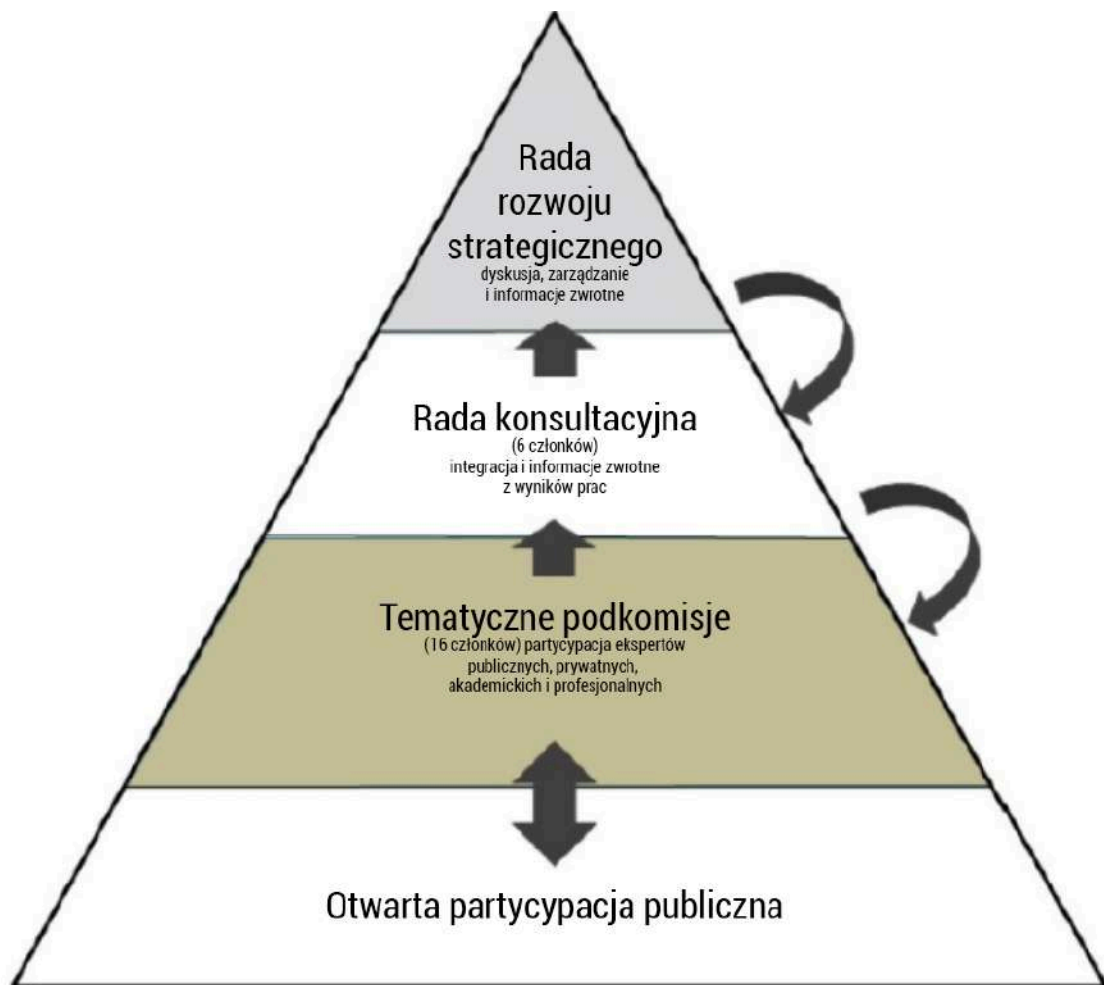 Rada
rozwoju
strategicznego
dyskusja, zarządzanie
i informacje zwrotne
Rada konsultacyjna
(6 członków)
integracja i informacje zwrotne
z wyników prac
Tematyczne podkomisje
(16 członków) partycypacja ekspertów
publicznych, prywatnych,
akademickich i profesjonalnych
Otwarta partycypacja publiczna